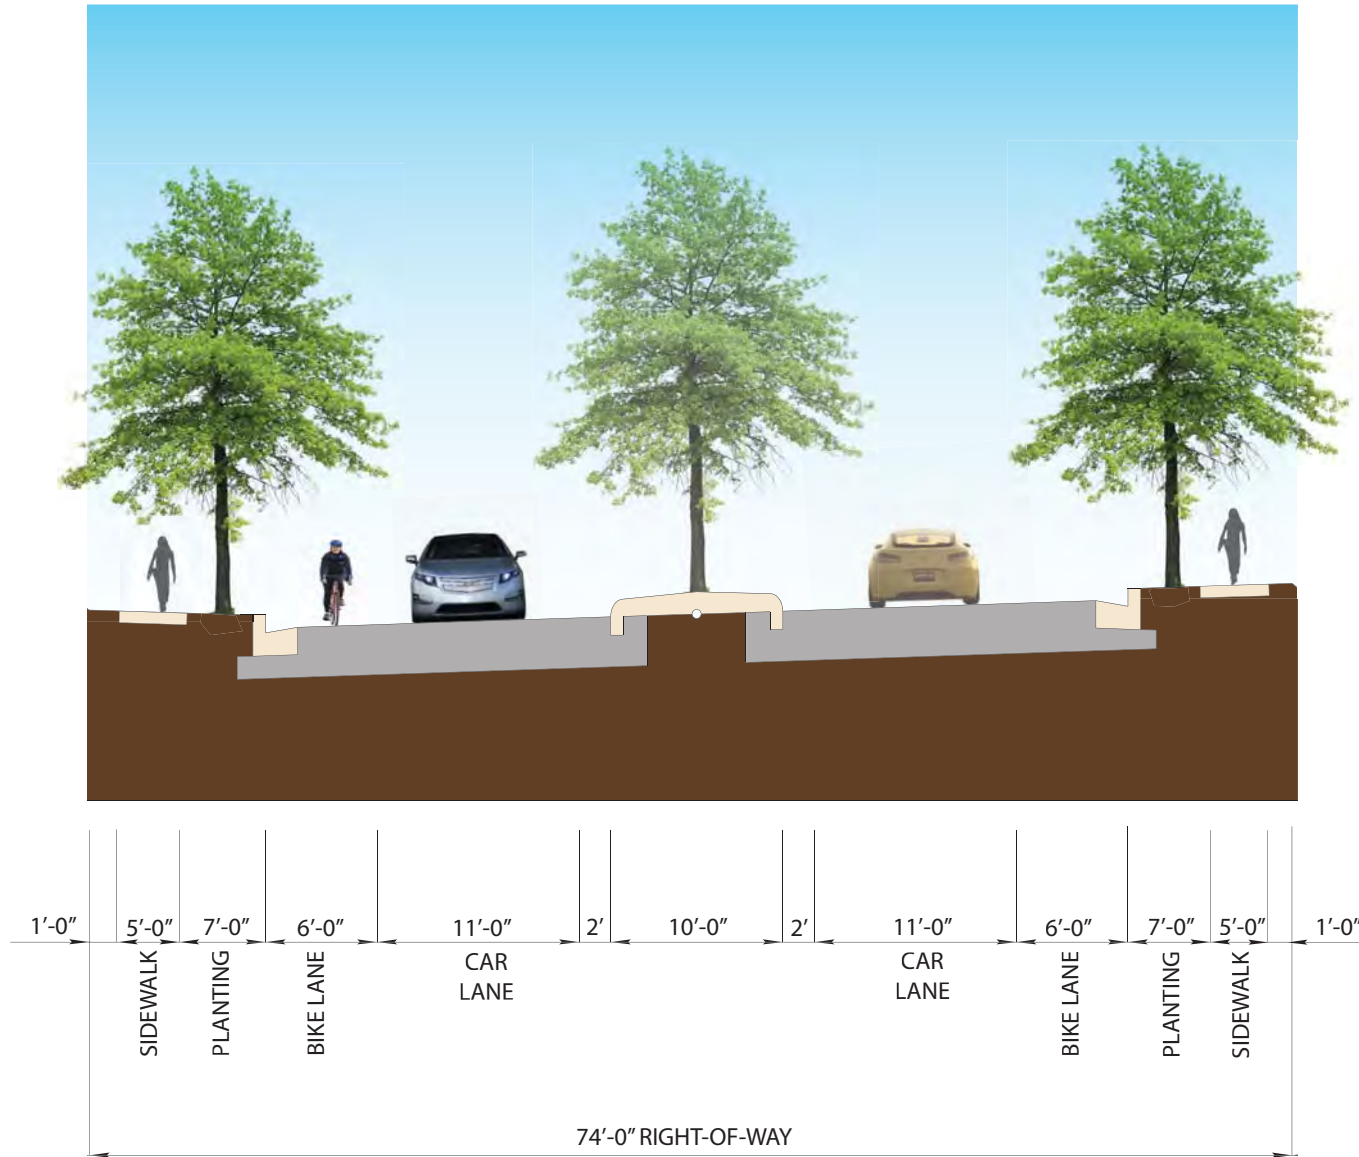 1’-0” 5’-0” 7’-0” 6’-0” 11’-0” 2’ 10’-0” 2’ 11’-0” 6’-0” 7’-0” 5’-0” 1’-0”
SIDEWALK
PLANTING
BIKE LANE
CAR
LANE
CAR
LANE
BIKE LANE
PLANTING
SIDEWALK
74’-0” RIGHT-OF-WAY